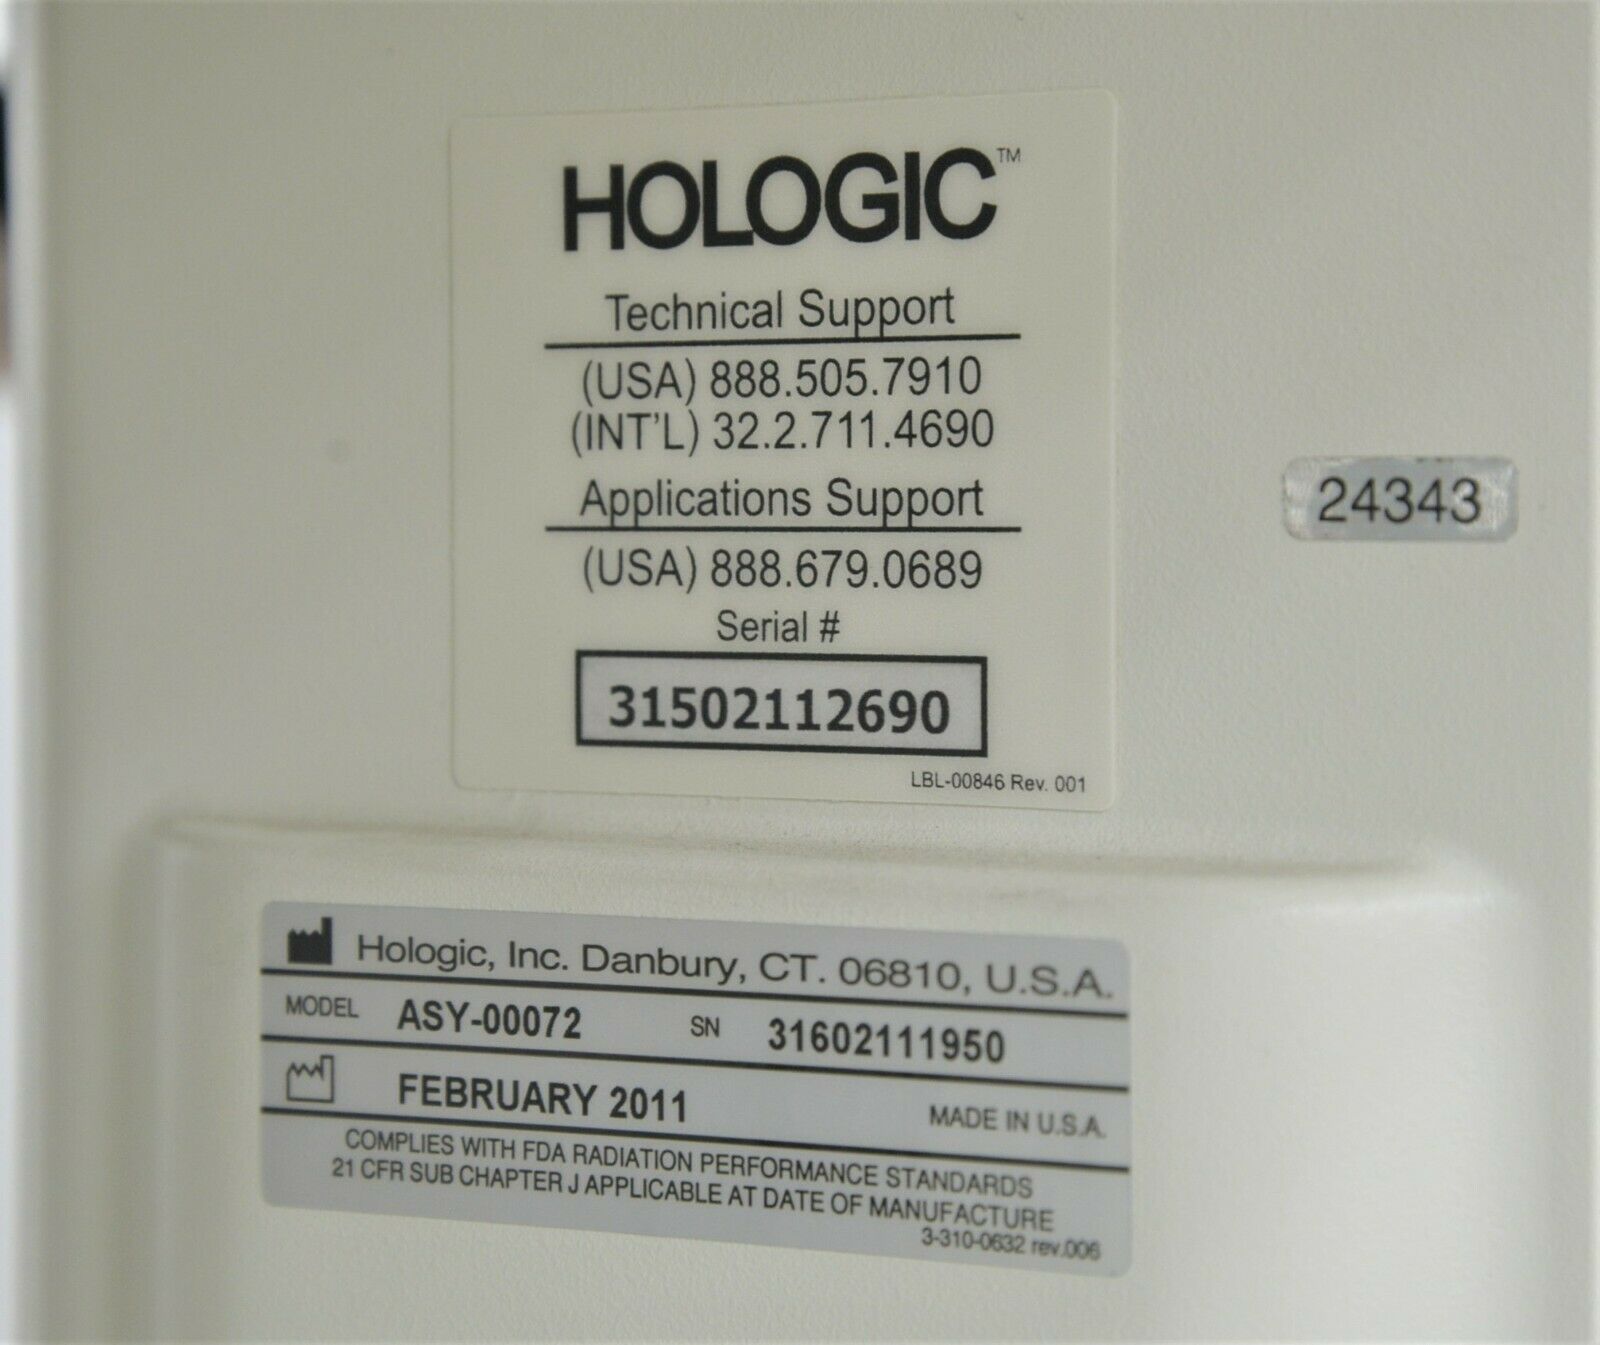 HOLOGIC™
Technical Support
(USA) 888.505.7910
(INT'L) 32.2.711.4690
Applications Support
(USA) 888.679.0689
Serial #
31502112690
LBL-00846 Rev. 001
24343
Hologic, Inc. Danbury, CT. 06810, U.S.A.
MODEL ASY-00072 SN 31602111950
FEBRUARY 2011 MADE IN U.S.A.
COMPLIES WITH FDA RADIATION PERFORMANCE STANDARDS
21 CFR SUB CHAPTER J APPLICABLE AT DATE OF MANUFACTURE
3-310-0632 rev.006